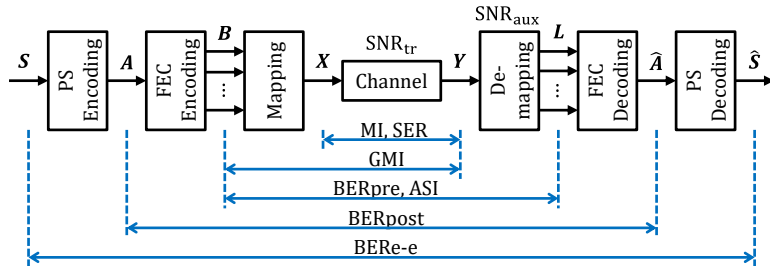 SNR_aux
B
L
SNR_tr
S
A
X
Y
Â
Ŝ
PS
Encoding
FEC
Encoding
...
Mapping
Channel
De-
mapping
...
FEC
Decoding
PS
Decoding
MI, SER
GMI
BERpre, ASI
BERpost
BERe-e